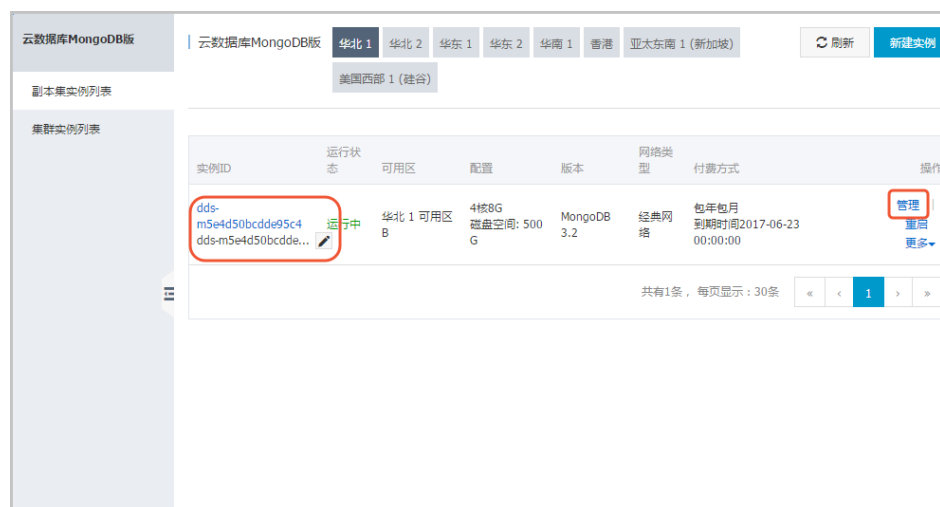 云数据库MongoDB版
云数据库MongoDB版 华北 1 华北 2 华东 1 华东 2 华南 1 香港 亚太东南 1 (新加坡) 刷新 新建实例
美国西部 1 (硅谷)
副本集实例列表
集群实例列表
运行状 网络类
实例ID 态 可用区 配置 版本 型 付费方式 操作
dds- 4核8G 包年包月 管理
m5e4d50bcdde95c4 运行中 华北 1 可用区 磁盘空间: 500 MongoDB 经典网 到期时间2017-06-23 重启
dds-m5e4d50bcdde... B G 3.2 络 00:00:00 更多
共有1条 , 每页显示 : 30条 « ‹ 1 › »